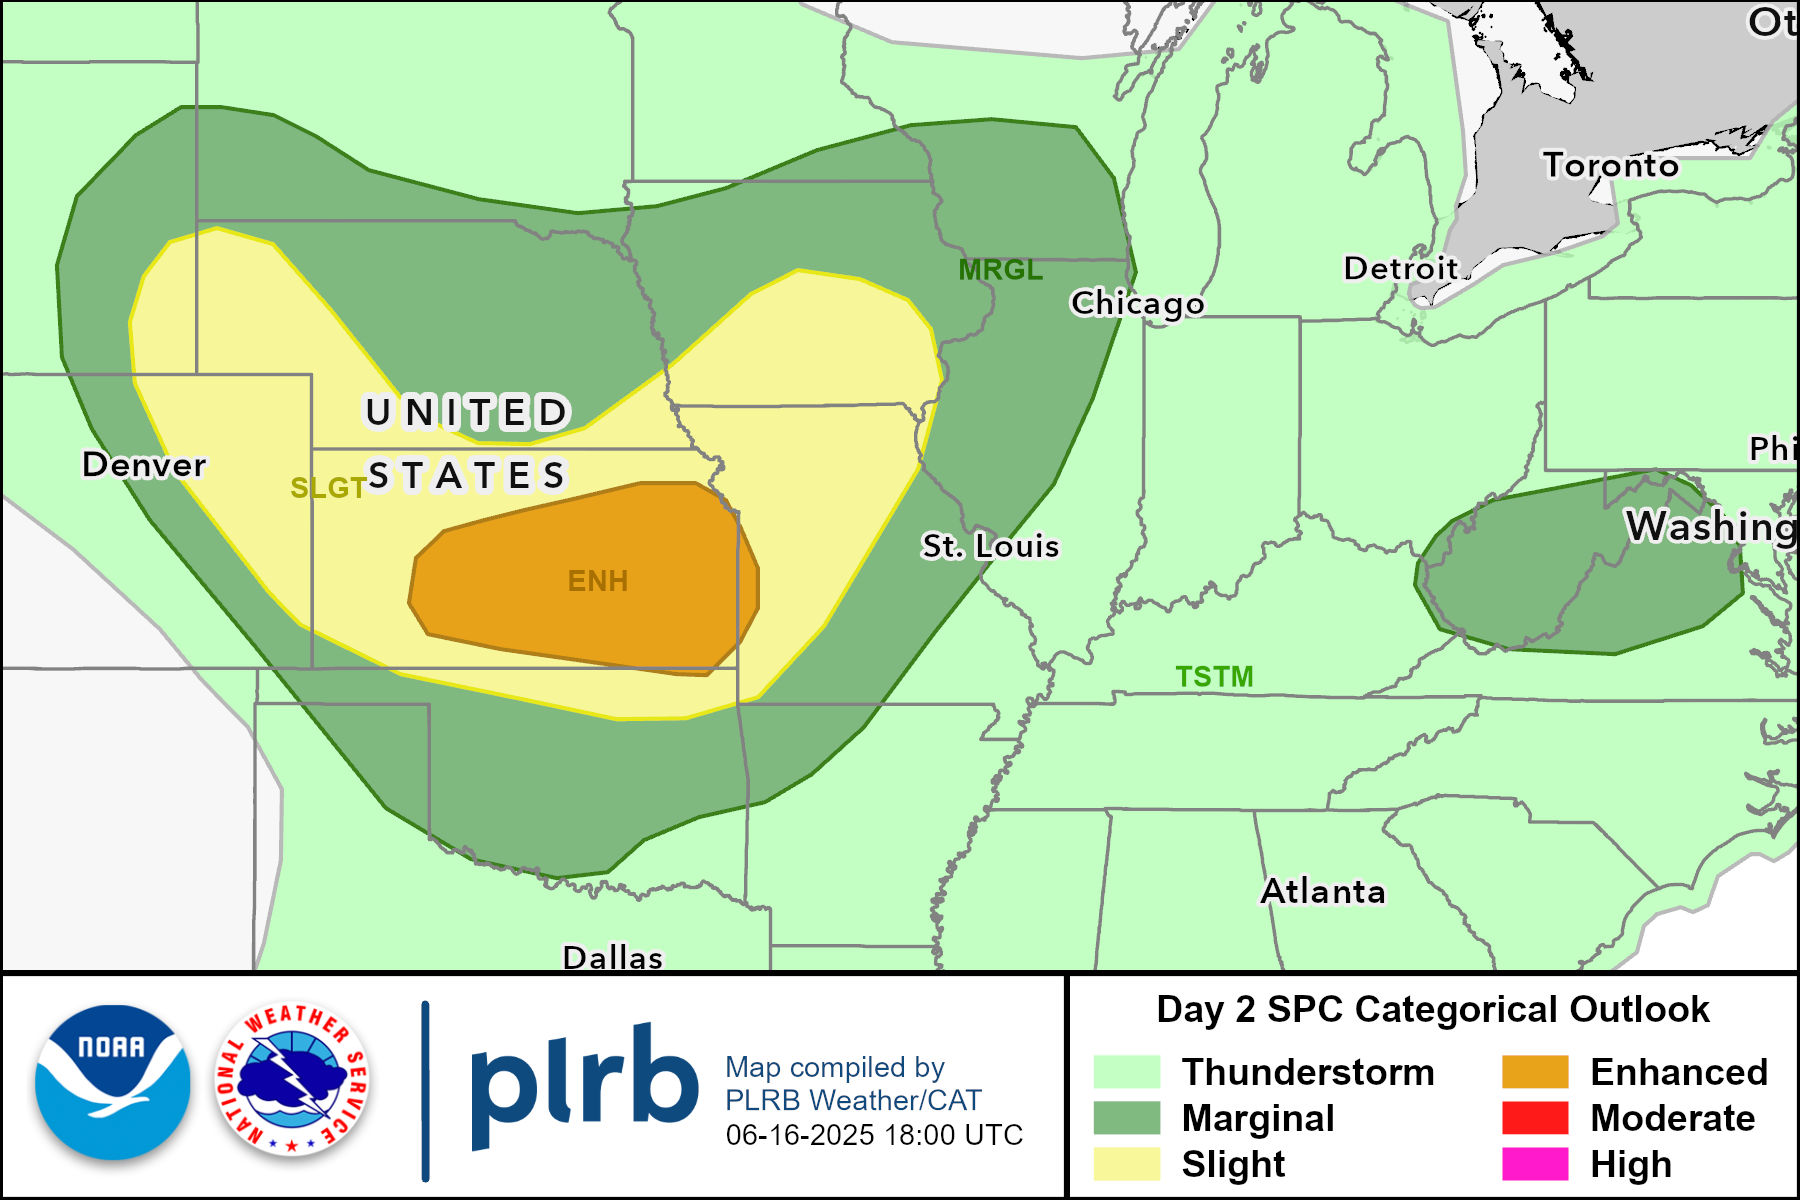 Ot
Toronto
Detroit
MRGL
Chicago
UNITED
STATES
Denver
SLGT
Phi
Washing
St. Louis
ENH
TSTM
Atlanta
Dallas
NOAA
NATIONAL WEATHER SERVICE
plrb
Map compiled by
PLRB Weather/CAT
06-16-2025 18:00 UTC
Day 2 SPC Categorical Outlook
Thunderstorm
Enhanced
Marginal
Moderate
Slight
High